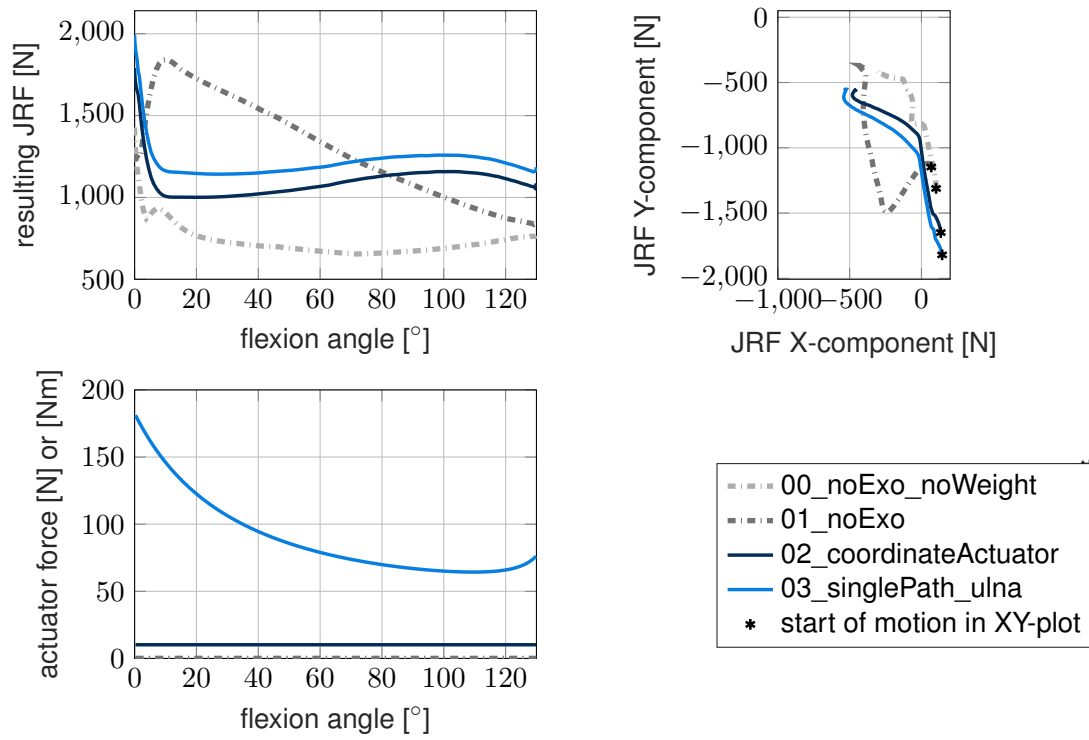 resulting JRF [N]
2,000
1,500
1,000
500
0 20 40 60 80 100 120
flexion angle [°]
JRF Y-component [N]
0
−500
−1,000
−1,500
−2,000
−1,000 −500 0
JRF X-component [N]
actuator force [N] or [Nm]
200
150
100
50
0
0 20 40 60 80 100 120
flexion angle [°]
00_noExo_noWeight
01_noExo
02_coordinateActuator
03_singlePath_ulna
start of motion in XY-plot